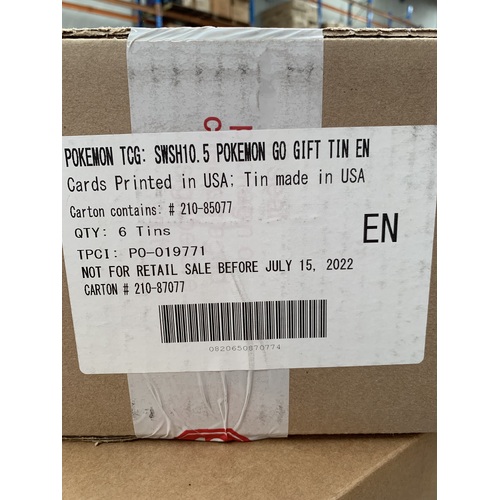 POKEMON TCG: SWSH10.5 POKEMON GO GIFT TIN EN
Cards Printed in USA; Tin made in USA
Carton contains: # 210-85077
QTY: 6 Tins
EN
TPCI: PO-019771
NOT FOR RETAIL SALE BEFORE JULY 15, 2022
CARTON # 210-87077
0820650870774